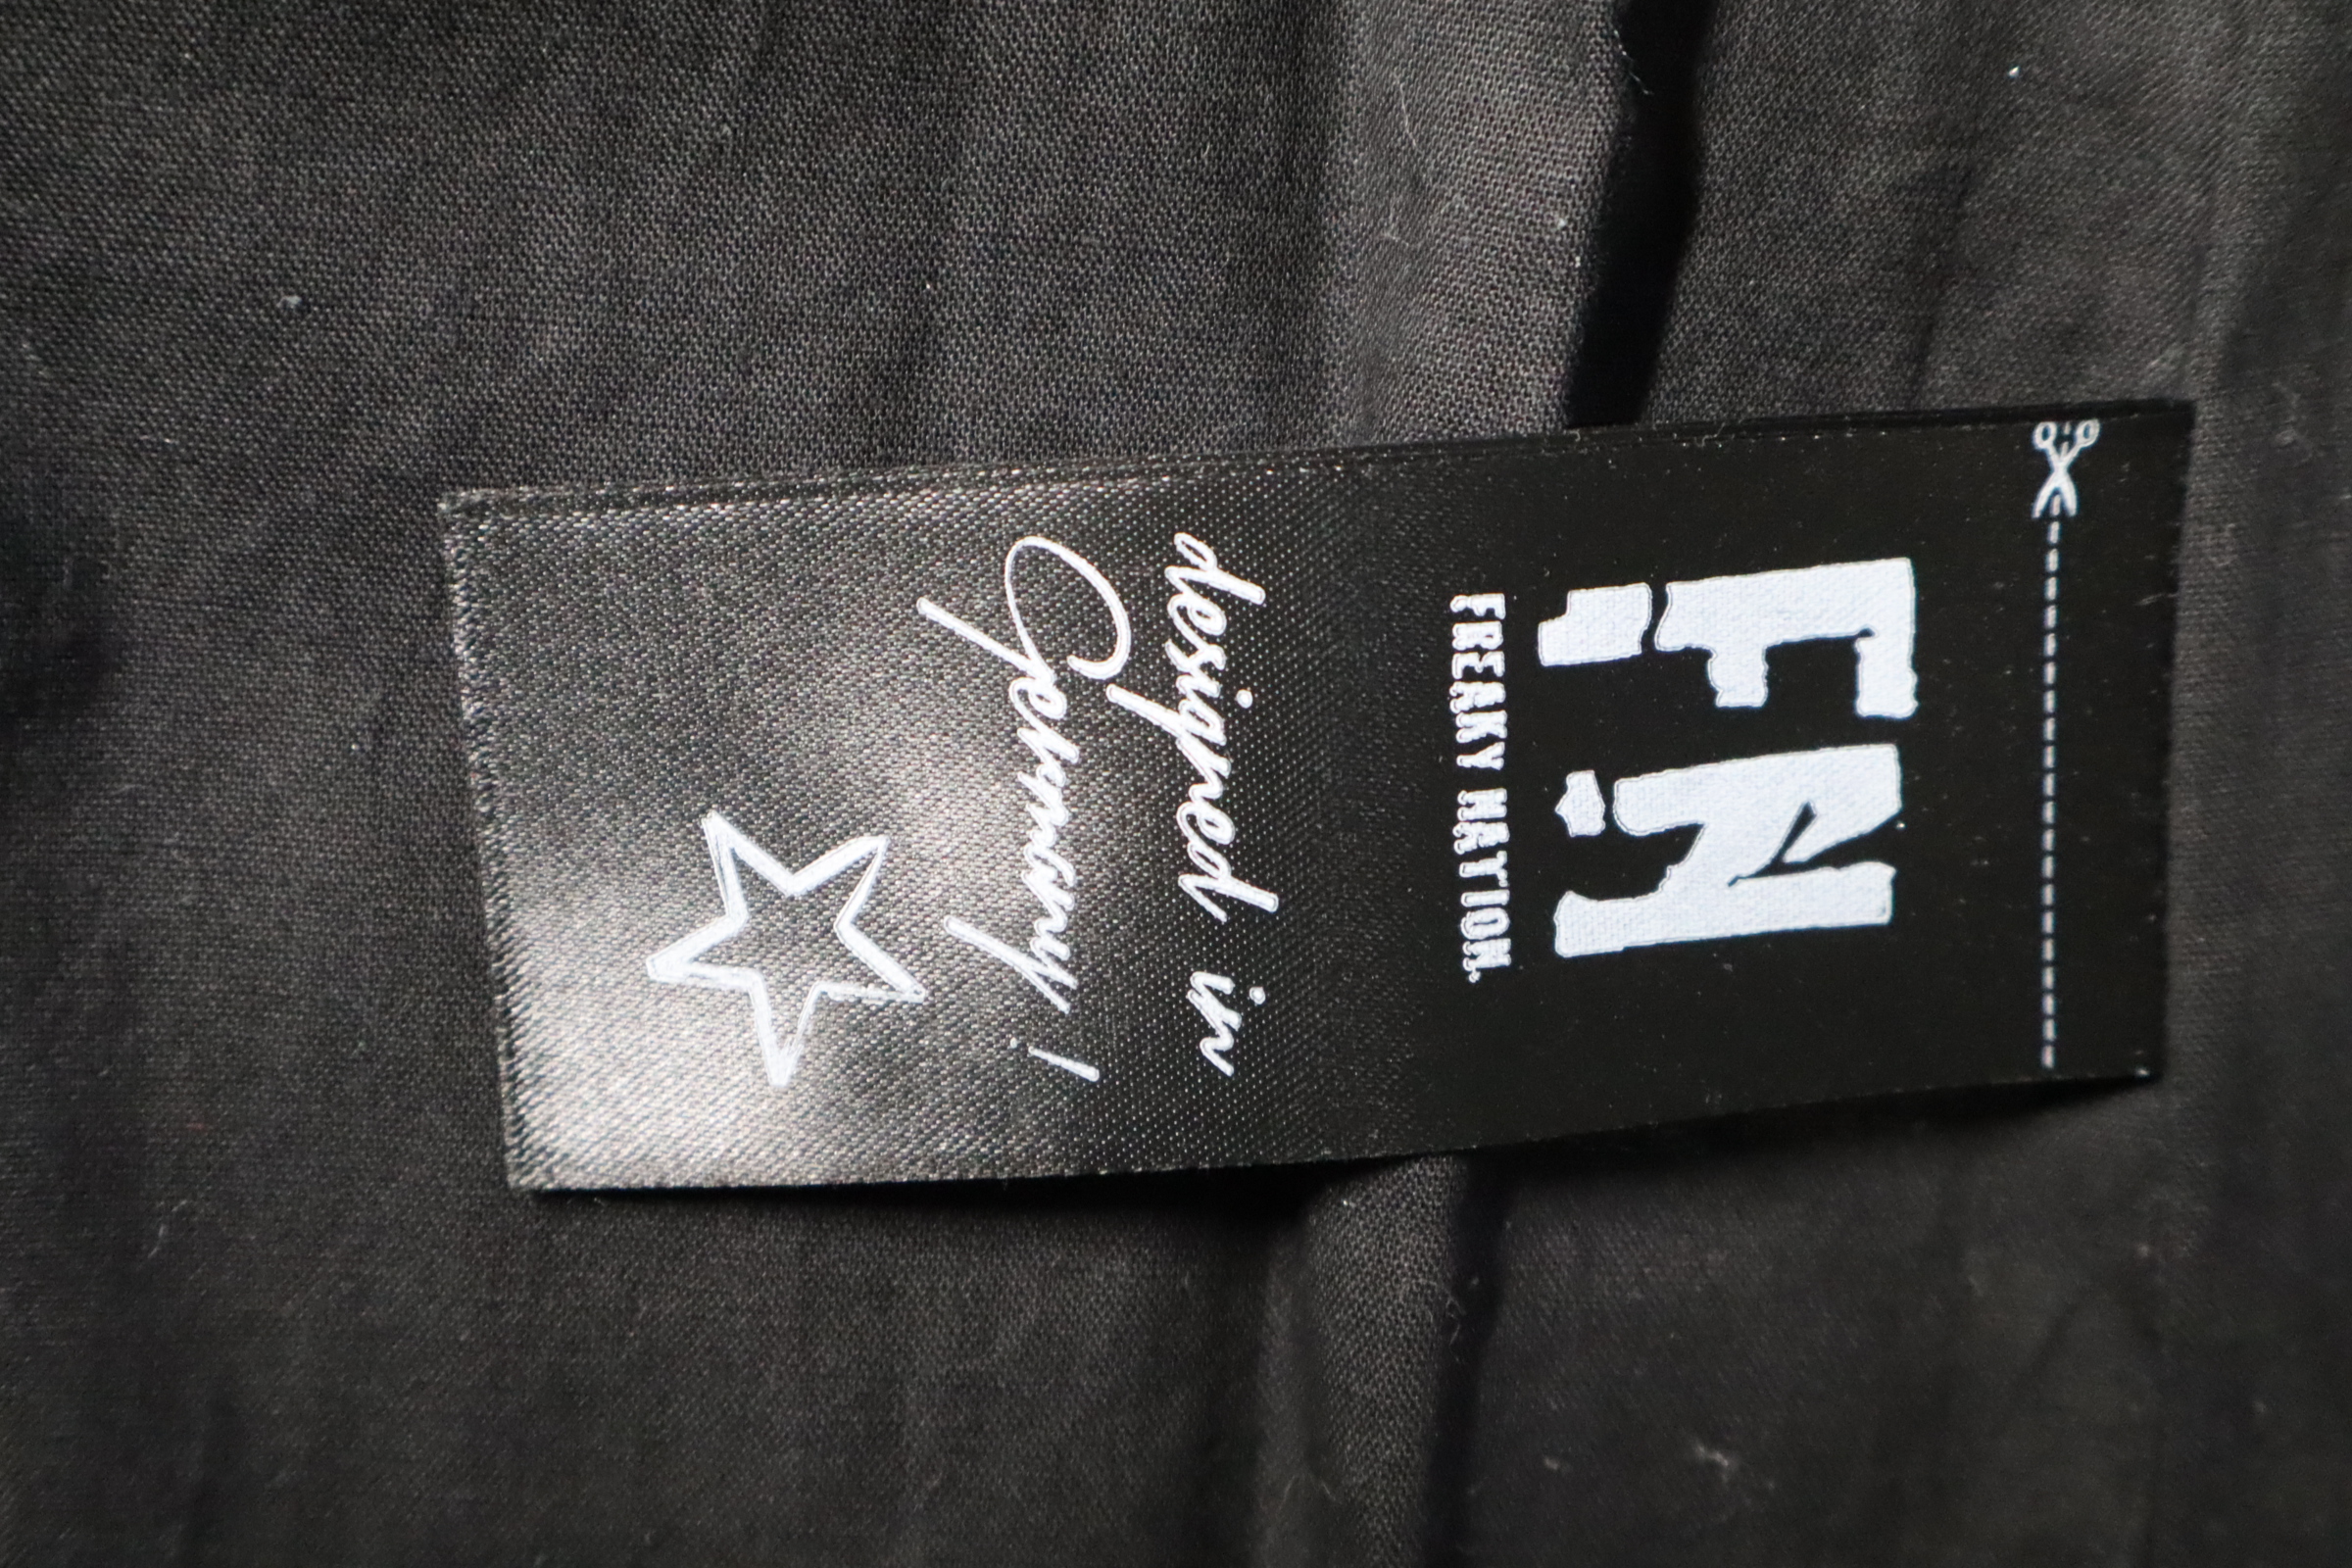 FN
FREAKY NATION.
designed in
Germany!